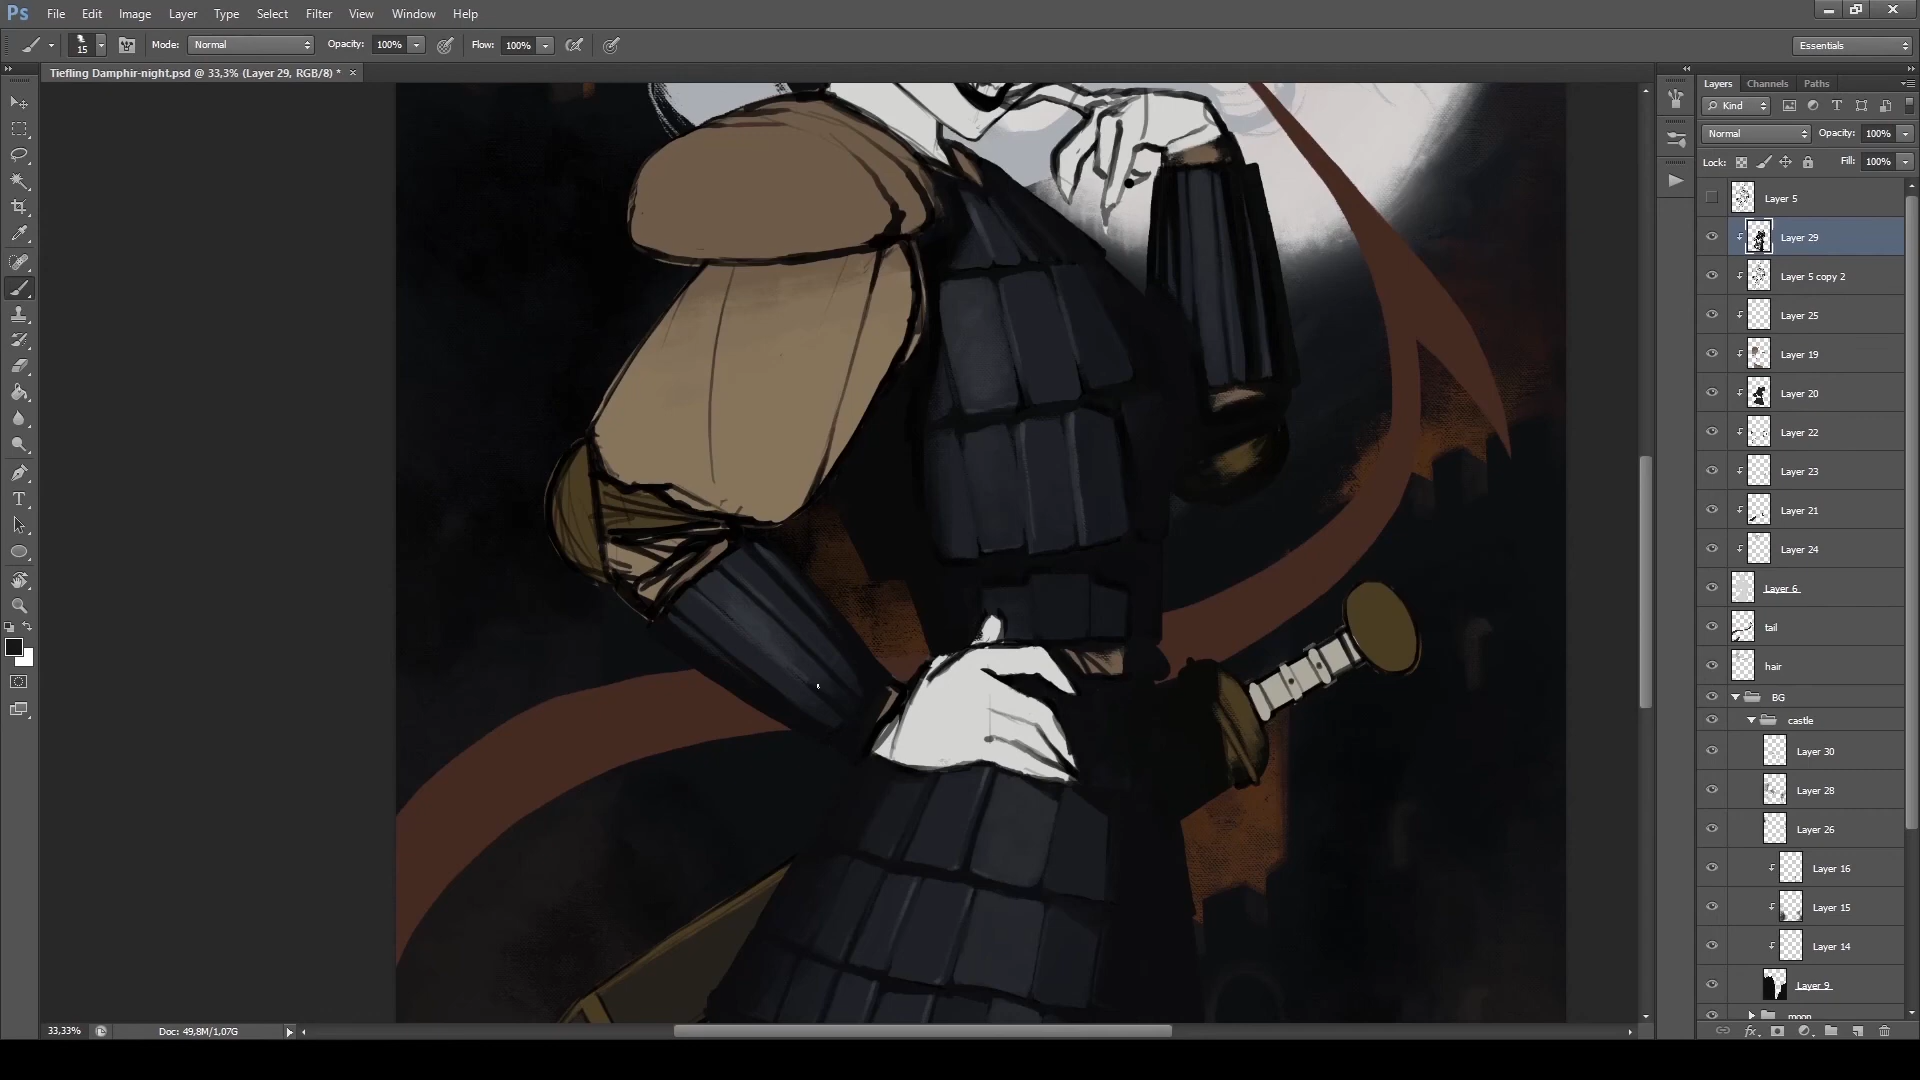 Ps File Edit Image Layer Type Select Filter View Window Help
15 Mode: Normal Opacity: 100% Flow: 100% Essentials
Tiefling Damphir-night.psd @ 33,3% (Layer 29, RGB/8) * ×
Layers Channels Paths
Kind
Normal Opacity: 100%
Lock: Fill: 100%
Layer 5
Layer 29
Layer 5 copy 2
Layer 25
Layer 19
Layer 20
Layer 22
Layer 23
Layer 21
Layer 24
Layer 6
tail
hair
BG
castle
Layer 30
Layer 28
Layer 26
Layer 16
Layer 15
Layer 14
Layer 9
moon
33,33% Doc: 49,8M/1,07G